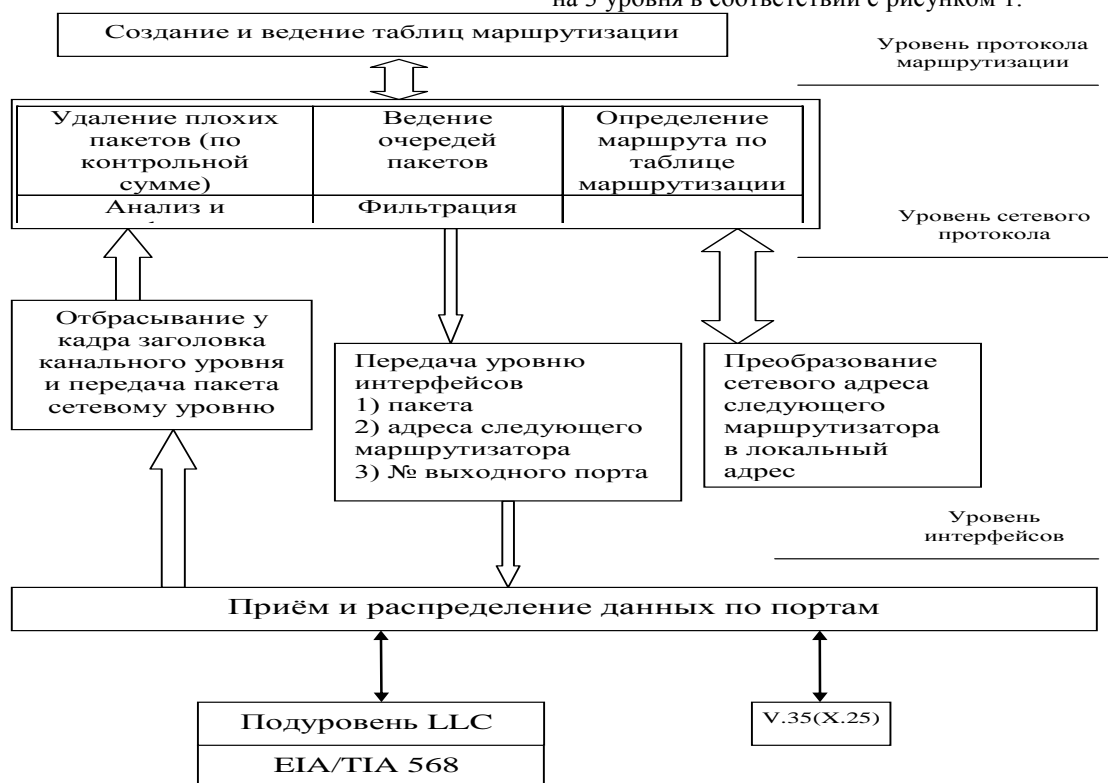 на 3 уровня в соответствии с рисунком 1.
Создание и ведение таблиц маршрутизации
Уровень протокола
маршрутизации
Удаление плохих
пакетов (по
контрольной
сумме)
Ведение
очередей
пакетов
Определение
маршрута по
таблице
маршрутизации
Анализ и
Фильтрация
Уровень сетевого
протокола
Отбрасывание у
кадра заголовка
канального уровня
и передача пакета
сетевому уровню
Передача уровню
интерфейсов
1) пакета
2) адреса следующего
маршрутизатора
3) № выходного порта
Преобразование
сетевого адреса
следующего
маршрутизатора
в локальный
адрес
Уровень
интерфейсов
Приём и распределение данных по портам
Подуровень LLC
EIA/TIA 568
V.35(X.25)